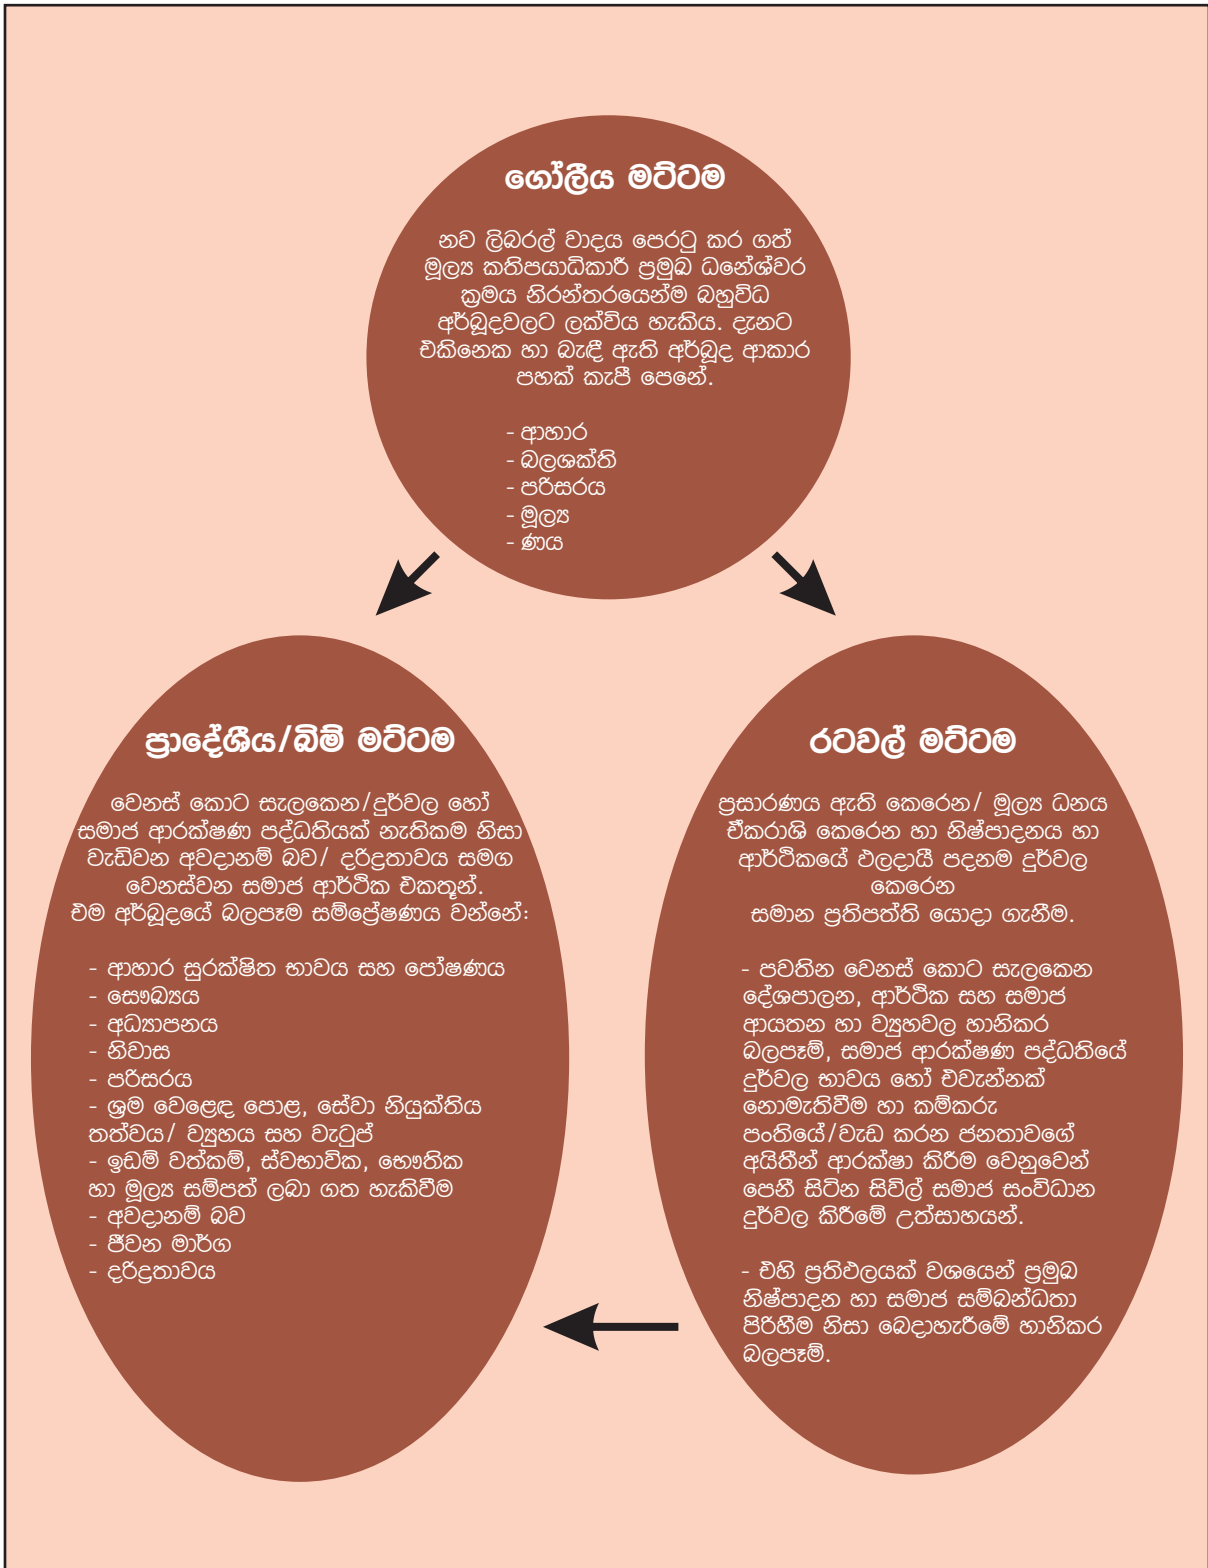 ගෝලීය මට්ටම
නව ලිබරල් වාදය පෙරටු කර ගත්
මූල්‍ය කතිපයාධිකාරී ප්‍රමුඛ ධනේශ්වර
ක්‍රමය නිරන්තරයෙන්ම බහුවිධ
අර්බූදවලට ලක්විය හැකිය. දැනට
එකිනෙක හා බැඳී ඇති අර්බූද ආකාර
පහක් කැපී පෙනේ.
- ආහාර
- බලශක්ති
- පරිසරය
- මූල්‍ය
- ණය
ප්‍රාදේශීය/බිම් මට්ටම
වෙනස් කොට සැලකෙන/දුර්වල හෝ
සමාජ ආරක්ෂණ පද්ධතියක් නැතිකම නිසා
වැඩිවන අවදානම් බව/ දරිද්‍රතාවය සමග
වෙනස්වන සමාජ ආර්ථික එකතූන්.
එම අර්බූදයේ බලපෑම සම්ප්‍රේෂණය වන්නේ:
- ආහාර සුරක්ෂිත භාවය සහ පෝෂණය
- සෞඛ්‍යය
- අධ්‍යාපනය
- නිවාස
- පරිසරය
- ශ්‍රම වෙළෙඳ පොළ, සේවා නියුක්තිය
තත්වය/ ව්‍යුහය සහ වැටුප්
- ඉඩම් වත්කම්, ස්වභාවික, භෞතික
හා මූල්‍ය සම්පත් ලබා ගත හැකිවීම
- අවදානම් බව
- ජීවන මාර්ග
- දරිද්‍රතාවය
රටවල් මට්ටම
ප්‍රසාරණය ඇති කෙරෙන/ මූල්‍ය ධනය
ඒකරාශි කෙරෙන හා නිෂ්පාදනය හා
ආර්ථිකයේ ඵලදායී පදනම දුර්වල
කෙරෙන
සමාන ප්‍රතිපත්ති යොදා ගැනීම.
- පවතින වෙනස් කොට සැලකෙන
දේශපාලන, ආර්ථික සහ සමාජ
ආයතන හා ව්‍යුහවල හානිකර
බලපෑම්, සමාජ ආරක්ෂණ පද්ධතියේ
දුර්වල භාවය හෝ එවැන්නක්
නොමැතිවීම හා කම්කරු
පංතියේ/වැඩ කරන ජනතාවගේ
අයිතීන් ආරක්ෂා කිරීම වෙනුවෙන්
පෙනී සිටින සිවිල් සමාජ සංවිධාන
දුර්වල කිරීමේ උත්සාහයන්.
- එහි ප්‍රතිඵලයක් වශයෙන් ප්‍රමුඛ
නිෂ්පාදන හා සමාජ සම්බන්ධතා
පිරිහීම නිසා බෙදාහැරීමේ හානිකර
බලපෑම්.